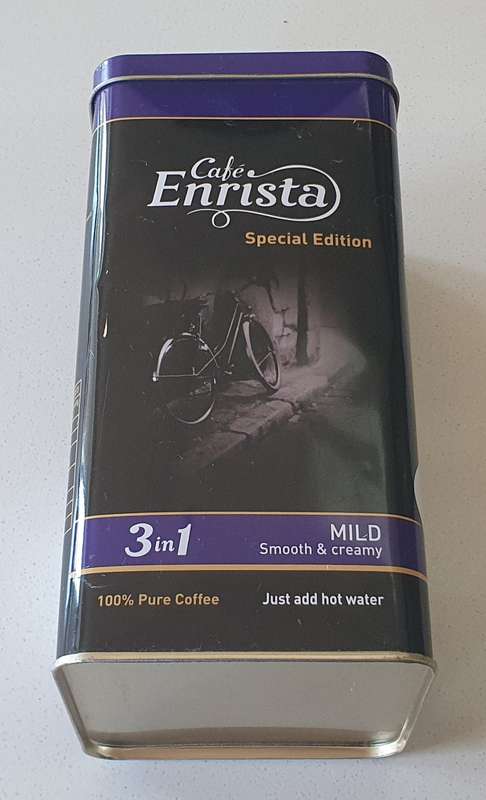 Café
Enrista
Special Edition
3in1
MILD
Smooth & creamy
100% Pure Coffee
Just add hot water